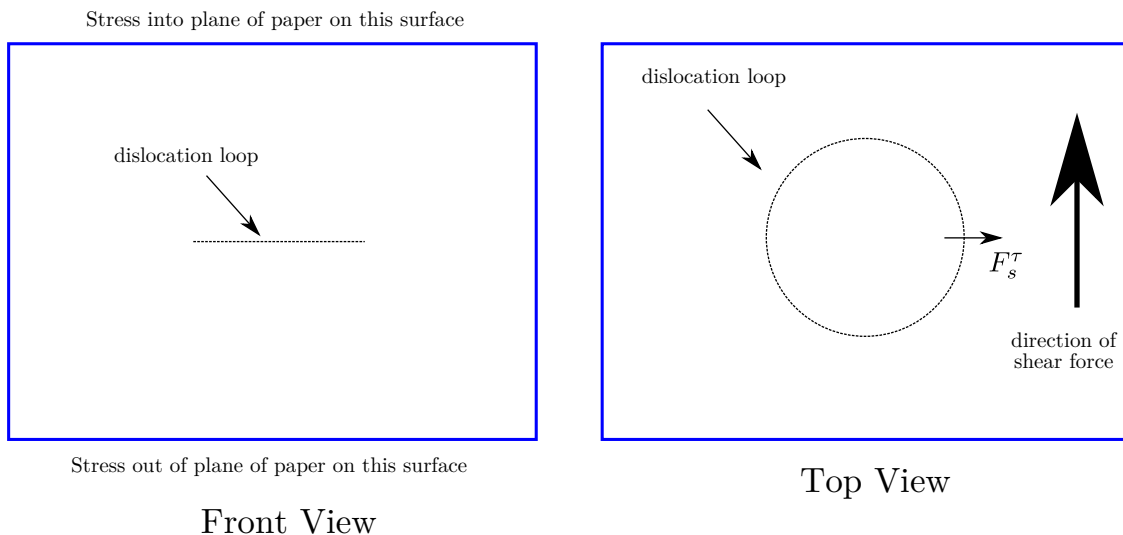 Stress into plane of paper on this surface
dislocation loop
Stress out of plane of paper on this surface
Front View
dislocation loop
F_s^τ
direction of
shear force
Top View